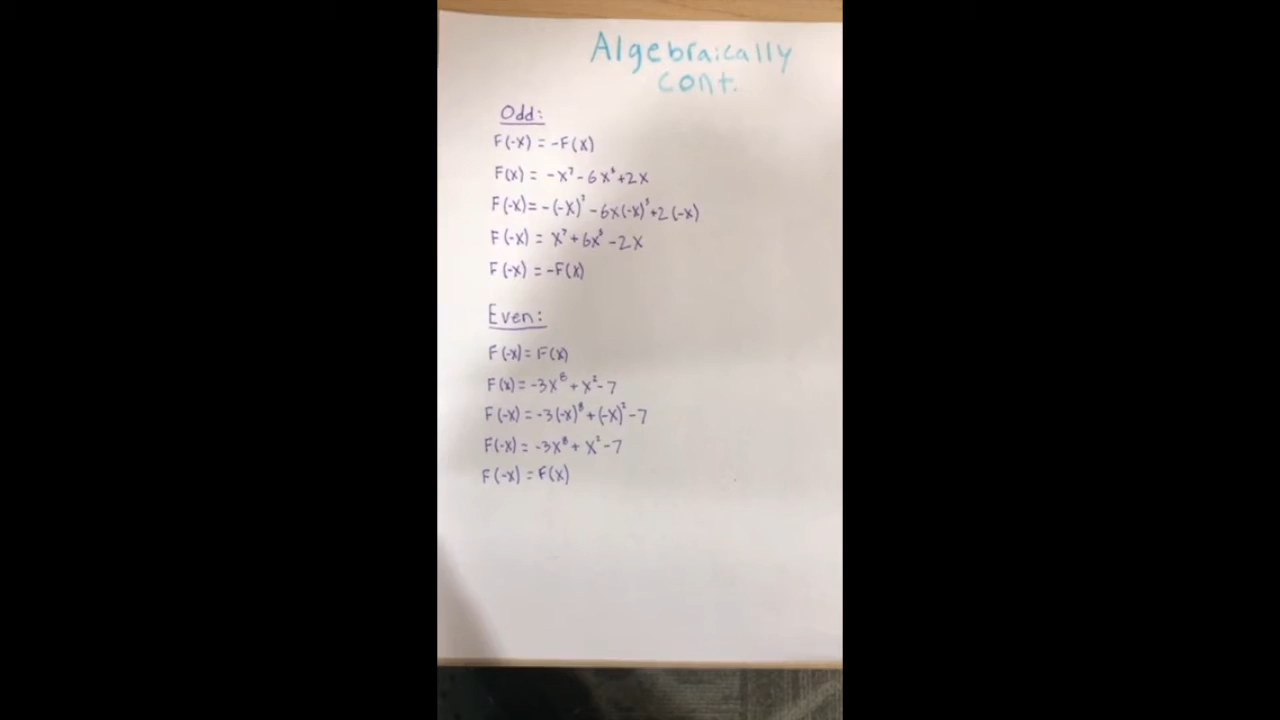 Algebraically
cont.
Odd:
F(-x) = -F(x)
F(x) = -x⁷ - 6x³ + 2x
F(-x) = -(-x)⁷ - 6x(-x)³ + 2(-x)
F(-x) = x⁷ + 6x³ - 2x
F(-x) = -F(x)
Even:
F(-x) = F(x)
F(x) = -3x⁸ + x² - 7
F(-x) = -3(-x)⁸ + (-x)² - 7
F(-x) = -3x⁸ + x² - 7
F(-x) = F(x)